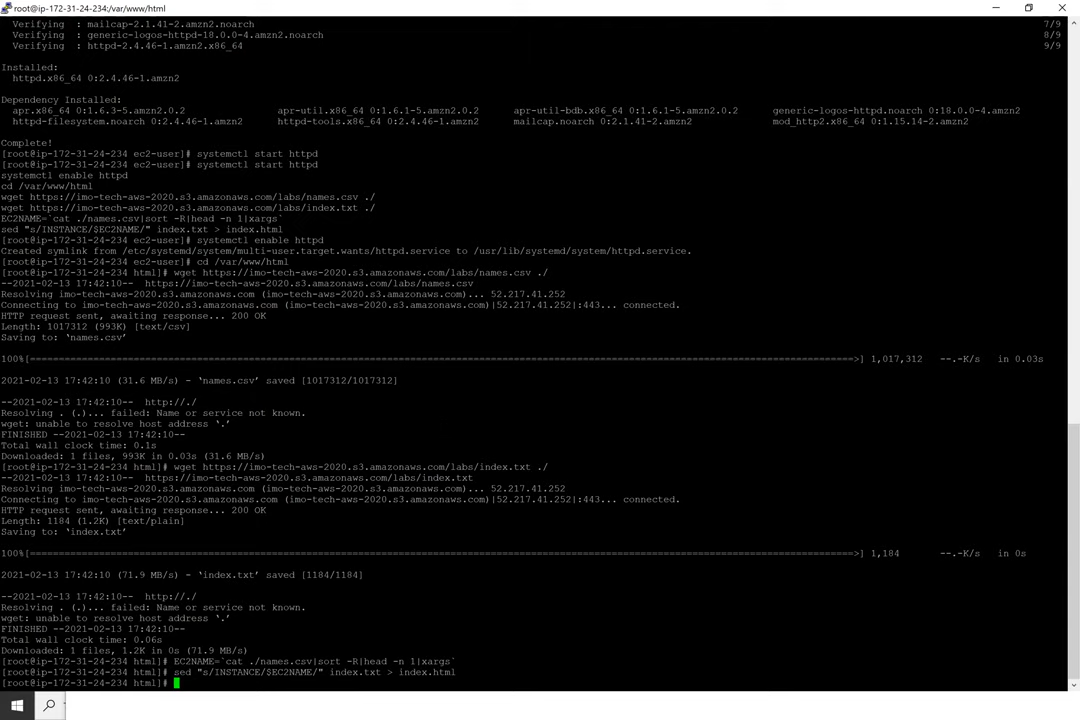 root@ip-172-31-24-234:/var/www/html
Verifying : mailcap-2.1.41-2.amzn2.noarch 7/9
Verifying : generic-logos-httpd-18.0.0-4.amzn2.noarch 8/9
Verifying : httpd-2.4.46-1.amzn2.x86_64 9/9
Installed:
httpd.x86_64 0:2.4.46-1.amzn2
Dependency Installed:
apr.x86_64 0:1.6.3-5.amzn2.0.2 apr-util.x86_64 0:1.6.1-5.amzn2.0.2 apr-util-bdb.x86_64 0:1.6.1-5.amzn2.0.2 generic-logos-httpd.noarch 0:18.0.0-4.amzn2
httpd-filesystem.noarch 0:2.4.46-1.amzn2 httpd-tools.x86_64 0:2.4.46-1.amzn2 mailcap.noarch 0:2.1.41-2.amzn2 mod_http2.x86_64 0:1.15.14-2.amzn2
Complete!
[root@ip-172-31-24-234 ec2-user]# systemctl start httpd
[root@ip-172-31-24-234 ec2-user]# systemctl start httpd
systemctl enable httpd
cd /var/www/html
wget https://imo-tech-aws-2020.s3.amazonaws.com/labs/names.csv ./
wget https://imo-tech-aws-2020.s3.amazonaws.com/labs/index.txt ./
EC2NAME=`cat ./names.csv|sort -R|head -n 1|xargs`
sed "s/INSTANCE/$EC2NAME/" index.txt > index.html
[root@ip-172-31-24-234 ec2-user]# systemctl enable httpd
Created symlink from /etc/systemd/system/multi-user.target.wants/httpd.service to /usr/lib/systemd/system/httpd.service.
[root@ip-172-31-24-234 ec2-user]# cd /var/www/html
[root@ip-172-31-24-234 html]# wget https://imo-tech-aws-2020.s3.amazonaws.com/labs/names.csv ./
--2021-02-13 17:42:10-- https://imo-tech-aws-2020.s3.amazonaws.com/labs/names.csv
Resolving imo-tech-aws-2020.s3.amazonaws.com (imo-tech-aws-2020.s3.amazonaws.com)... 52.217.41.252
Connecting to imo-tech-aws-2020.s3.amazonaws.com (imo-tech-aws-2020.s3.amazonaws.com)|52.217.41.252|:443... connected.
HTTP request sent, awaiting response... 200 OK
Length: 1017312 (993K) [text/csv]
Saving to: ‘names.csv’
100%[==============================================================================================>] 1,017,312 --.-K/s in 0.03s
2021-02-13 17:42:10 (31.6 MB/s) - ‘names.csv’ saved [1017312/1017312]
--2021-02-13 17:42:10-- http://./
Resolving . (.)... failed: Name or service not known.
wget: unable to resolve host address ‘.’
FINISHED --2021-02-13 17:42:10--
Total wall clock time: 0.1s
Downloaded: 1 files, 993K in 0.03s (31.6 MB/s)
[root@ip-172-31-24-234 html]# wget https://imo-tech-aws-2020.s3.amazonaws.com/labs/index.txt ./
--2021-02-13 17:42:10-- https://imo-tech-aws-2020.s3.amazonaws.com/labs/index.txt
Resolving imo-tech-aws-2020.s3.amazonaws.com (imo-tech-aws-2020.s3.amazonaws.com)... 52.217.41.252
Connecting to imo-tech-aws-2020.s3.amazonaws.com (imo-tech-aws-2020.s3.amazonaws.com)|52.217.41.252|:443... connected.
HTTP request sent, awaiting response... 200 OK
Length: 1184 (1.2K) [text/plain]
Saving to: ‘index.txt’
100%[==============================================================================================>] 1,184 --.-K/s in 0s
2021-02-13 17:42:10 (71.9 MB/s) - ‘index.txt’ saved [1184/1184]
--2021-02-13 17:42:10-- http://./
Resolving . (.)... failed: Name or service not known.
wget: unable to resolve host address ‘.’
FINISHED --2021-02-13 17:42:10--
Total wall clock time: 0.06s
Downloaded: 1 files, 1.2K in 0s (71.9 MB/s)
[root@ip-172-31-24-234 html]# EC2NAME=`cat ./names.csv|sort -R|head -n 1|xargs`
[root@ip-172-31-24-234 html]# sed "s/INSTANCE/$EC2NAME/" index.txt > index.html
[root@ip-172-31-24-234 html]#